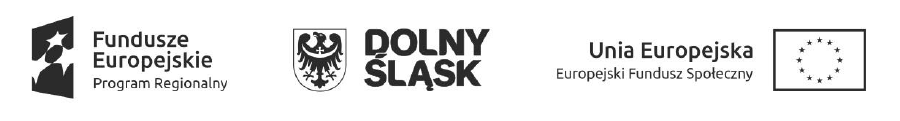 Fundusze
Europejskie
Program Regionalny
DOLNY
ŚLĄSK
Unia Europejska
Europejski Fundusz Społeczny